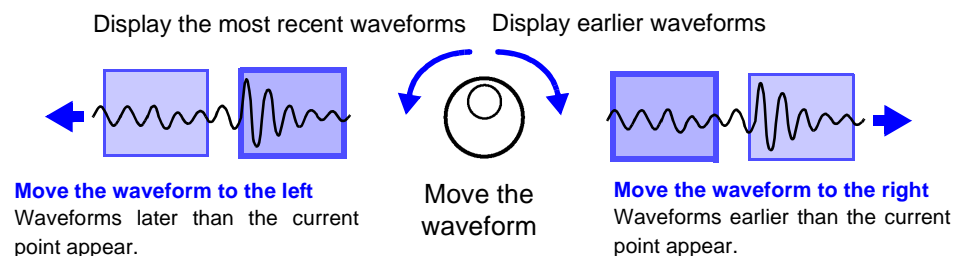 Display the most recent waveforms
Display earlier waveforms
Move the waveform to the left
Waveforms later than the current
point appear.
Move the
waveform
Move the waveform to the right
Waveforms earlier than the current
point appear.